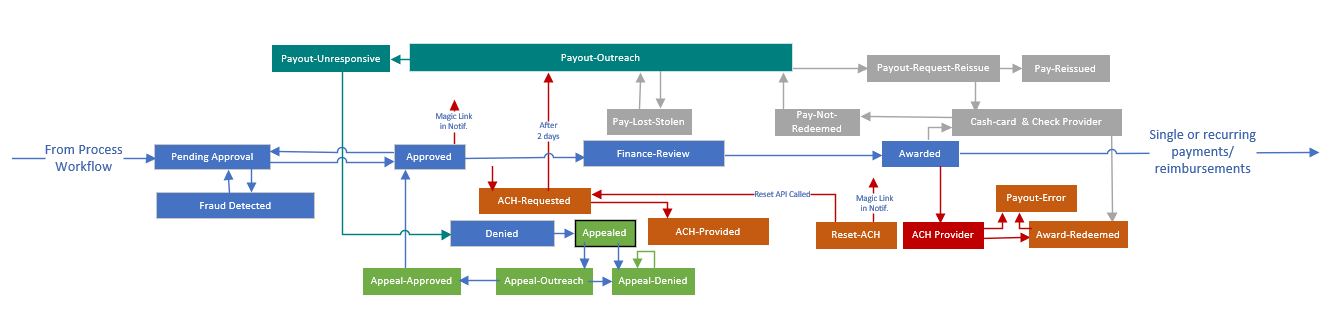 Payout-Unresponsive
Payout-Outreach
Payout-Request-Reissue
Pay-Reissued
Magic Link
in Notif.
After
2 days
Pay-Lost-Stolen
Pay-Not-
Redeemed
Cash-card & Check Provider
From Process
Workflow
Pending Approval
Approved
Finance-Review
Awarded
Single or recurring
payments/
reimbursements
Fraud Detected
ACH-Requested
Reset API Called
Magic Link
in Notif.
Payout-Error
Denied
Appealed
ACH-Provided
Reset-ACH
ACH Provider
Award-Redeemed
Appeal-Approved
Appeal-Outreach
Appeal-Denied